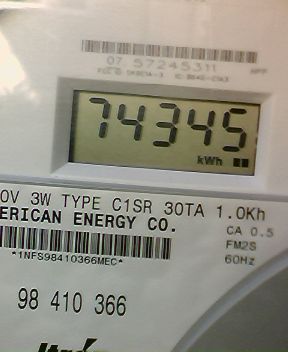 07 57245311
74345
kWh
0V 3W TYPE C1SR 30TA 1.0Kh
ERICAN ENERGY CO.
CA 0.5
FM2S
*1NFS98410366MEC*
60Hz
98 410 366
Itron